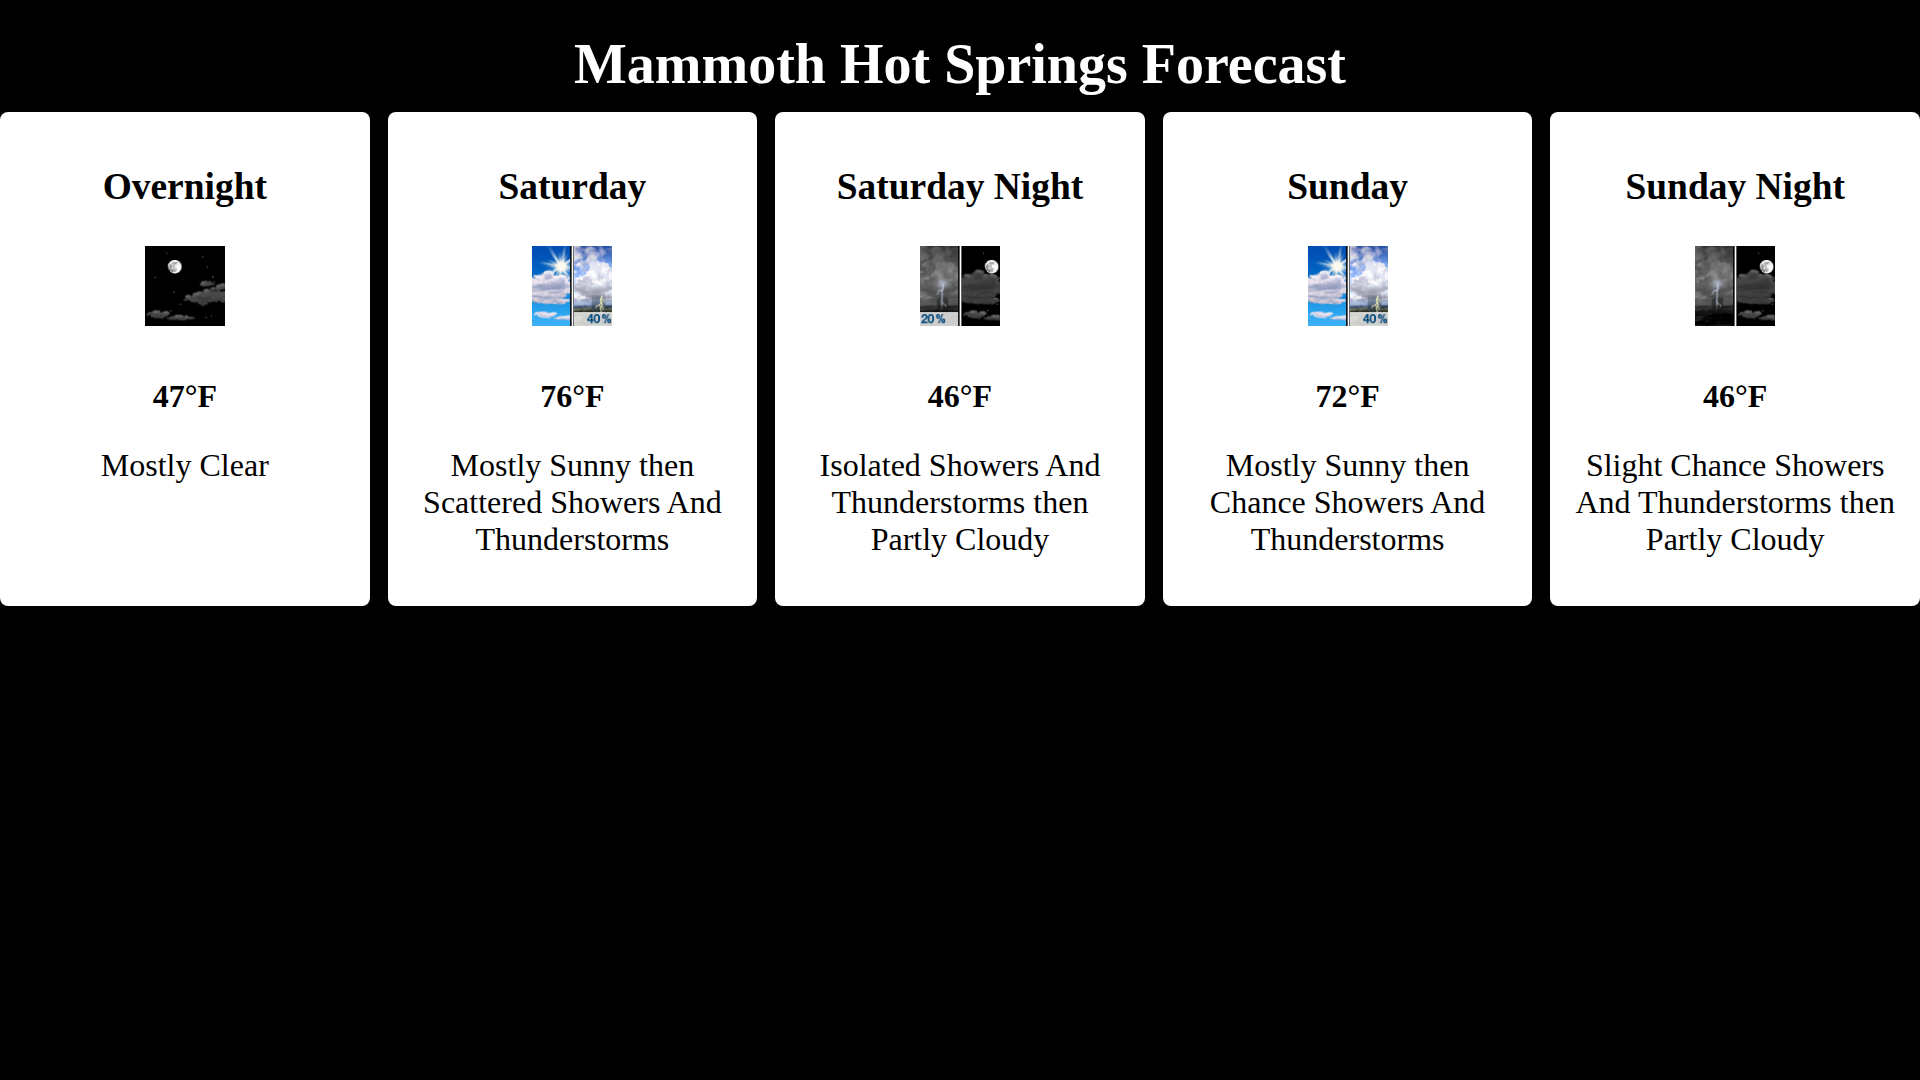 Mammoth Hot Springs Forecast
Overnight
47°F
Mostly Clear
Saturday
40%
76°F
Mostly Sunny then
Scattered Showers And
Thunderstorms
Saturday Night
20%
46°F
Isolated Showers And
Thunderstorms then
Partly Cloudy
Sunday
40%
72°F
Mostly Sunny then
Chance Showers And
Thunderstorms
Sunday Night
46°F
Slight Chance Showers
And Thunderstorms then
Partly Cloudy